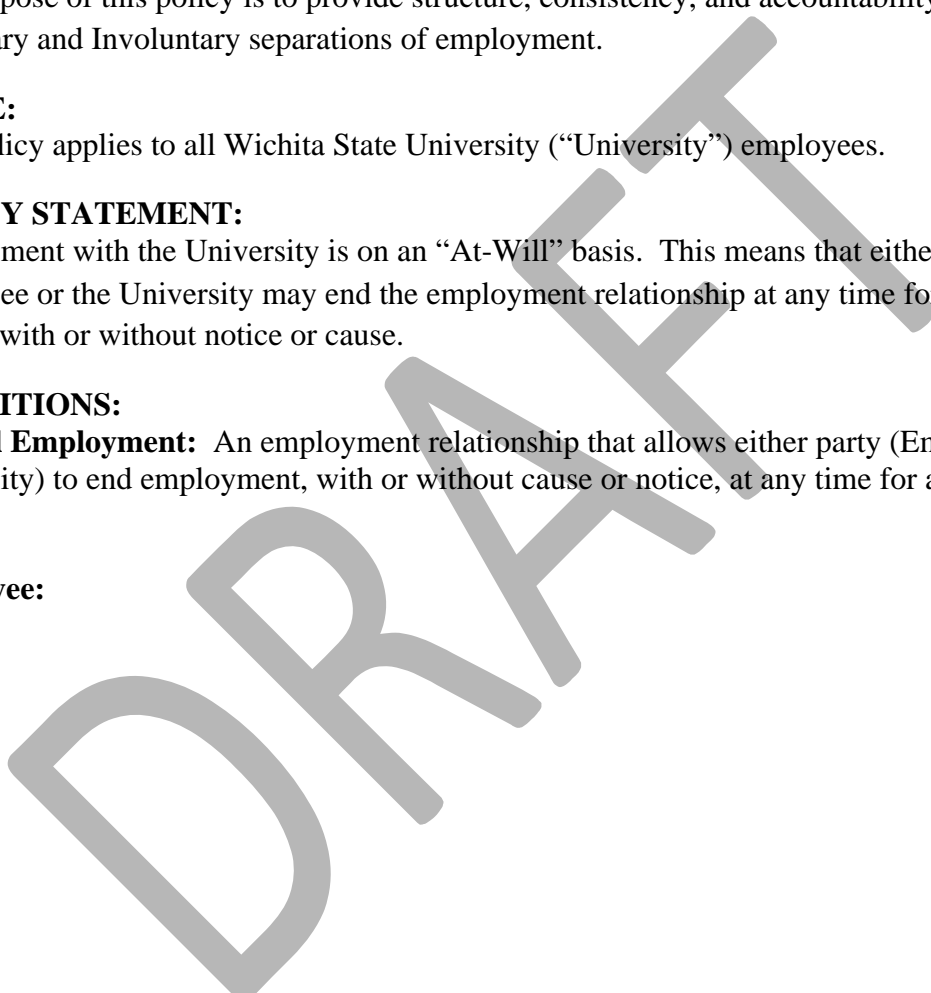 pose of this policy is to provide structure, consistency, and accountability
ary and Involuntary separations of employment.
E:
licy applies to all Wichita State University (“University”) employees.
Y STATEMENT:
ment with the University is on an “At-Will” basis.  This means that eithe
ee or the University may end the employment relationship at any time fo
with or without notice or cause.
ITIONS:
l Employment:  An employment relationship that allows either party (En
ity) to end employment, with or without cause or notice, at any time for a
yee:
DRAFT